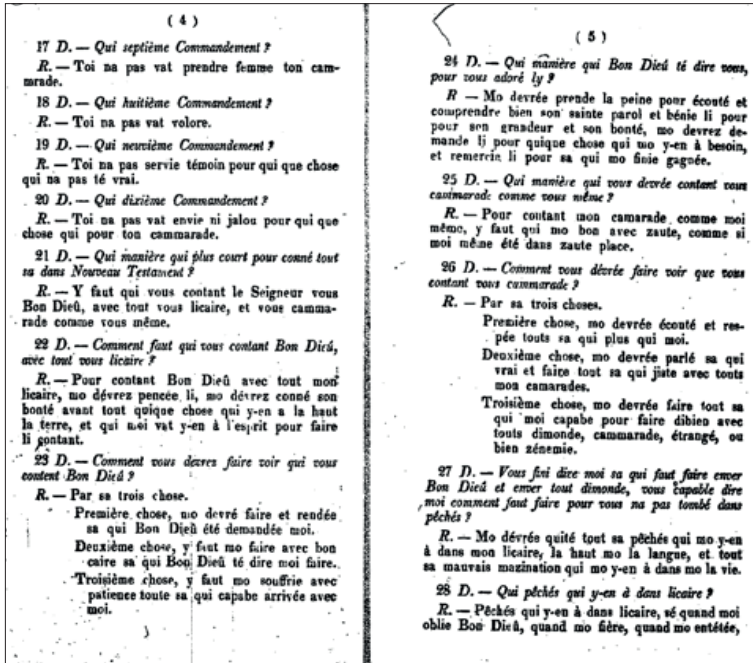 ( 4 )
17 D. — Qui septième Commandement ?
R. — Toi na pas vat prendre femme ton cam-
mrade.
18 D. — Qui huitième Commandement ?
R. — Toi na pas vat volore.
19 D. — Qui neuvième Commandement ?
R. — Toi na pas servie témoin pour qui que chose
qui na pas té vrai.
20 D. — Qui dixième Commandement ?
R. — Toi na pas vat envie ni jalou pour qui que
chose qui pour ton cammarade.
21 D. — Qui manière qui plus court pour conné tout
sa dans Nouveau Testament ?
R. — Y faut qui vous contant le Seigneur vous
Bon Dieû, avec tout vous licaire, et vous camma-
rade comme vous même.
22 D. — Comment faut qui vous contant Bon Dieû,
avec tout vous licaire ?
R. — Pour contant Bon Dieû avec tout mon
licaire, mo dévrez pencée li, mo dévrez conné son
bonté avant tout quique chose qui y-en a la haut
la terre, et qui moi vat y-en à l'esprit pour faire
li contant.
23 D. — Comment vous devrez faire voir qui vous
content Bon Dieû ?
R. — Par sa trois chose.
Première chose, mo devré faire et rendée
sa qui Bon Dieû été demandée moi.
Deuxième chose, y faut mo faire avec bon
caire sa qui Bon Dieû té dire moi faire.
Troisième chose, y faut mo souffrie avec
patience toute sa qui capabe arrivée avec
moi.
( 5 )
24 D. — Qui manière qui Bon Dieû té dire vous,
pour vous adoré ly ?
R — Mo devrée prende la peine pour écouté et
comprendre bien son sainte parol et bénie li pour
pour son grandeur et son bonté, mo devrez de-
mande li pour quique chose qui mo y-en à besoin,
et remercie li pour sa qui mo finie gagnée.
25 D. — Qui manière qui vous devrée contant vous
cammarade comme vous même ?
R. — Pour contant mon camarade comme moi
même, y faut qui mo bon avec zaute, comme si
moi même été dans zaute place.
26 D. — Comment vous dévrée faire voir que vous
contant vous cammarade ?
R. — Par sa trois choses.
Première chose, mo devrée écouté et res-
pée touts sa qui plus qui moi.
Deuxième chose, mo devrée parlé sa qui
vrai et faire tout sa qui jiste avec touts
mon camarades.
Troisième chose, mo devrée faire tout sa
qui moi capabe pour faire dibien avec
touts dimonde, cammarade, étrangé, ou
bien zénemie.
27 D. — Vous fini dire moi sa qui faut faire enver
Bon Dieû et enver tout dimonde, vous capable dire
moi comment faut faire pour vous na pas tombé dans
pêchés ?
R. — Mo dévrée quité tout sa pêchés qui mo y-en
à dans mon licaire, la haut mo la langue, et tout
sa mauvais mazination qui mo y-en à dans mo la vie.
28 D. — Qui pêchés qui y-en à dans licaire ?
R. — Pêchés qui y-en à dans licaire, sé quand moi
oblie Bon Dieû, quand mo fière, quand mo entétée,